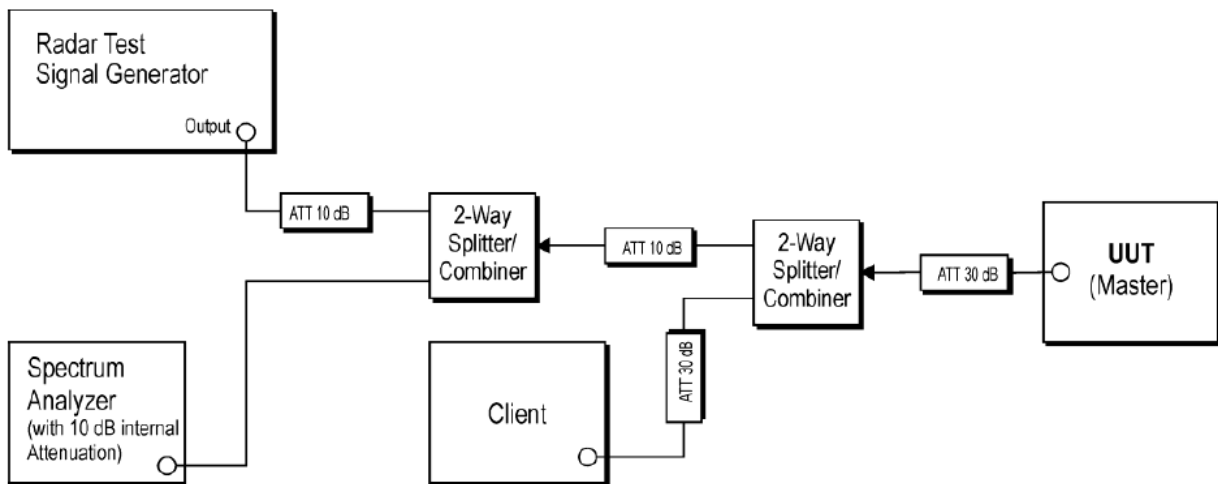 Radar Test
Signal Generator
Output
ATT 10 dB
2-Way
Splitter/
Combiner
ATT 10 dB
2-Way
Splitter/
Combiner
ATT 30 dB
UUT
(Master)
Spectrum
Analyzer
(with 10 dB internal
Attenuation)
Client
ATT 30 dB